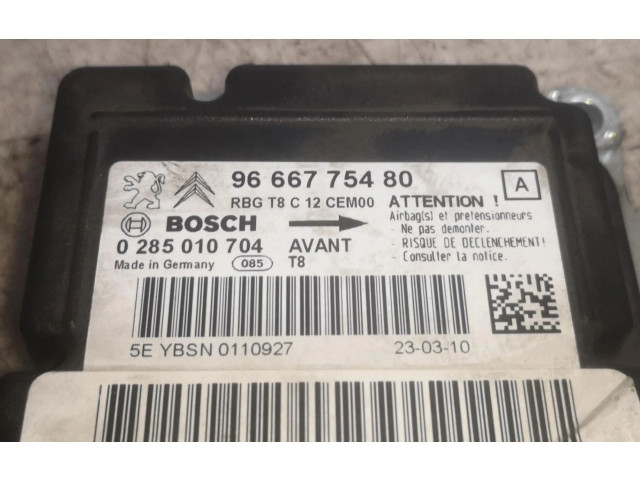 96 667 754 80
RBG T8 C 12 CEM00
BOSCH
0 285 010 704 AVANT
Made in Germany 085 T8
ATTENTION ! A
Airbag(s) et pretensionneurs
- Ne pas demonter.
- RISQUE DE DECLENCHEMENT!
- Consulter la notice.
5E YBSN 0110927 23-03-10